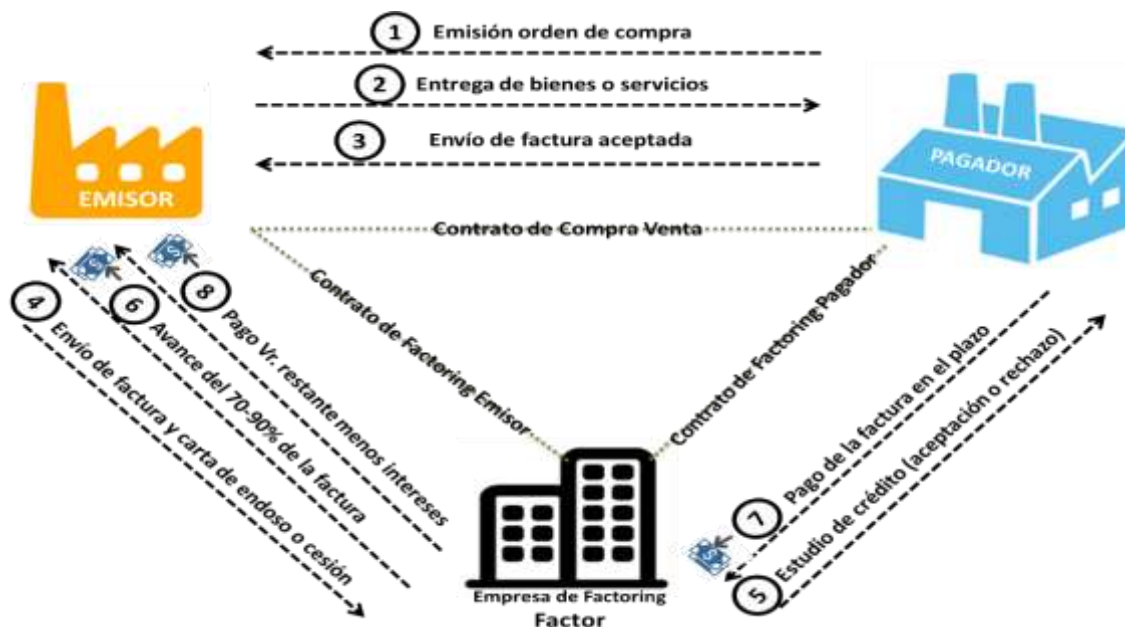 1 Emisión orden de compra
2 Entrega de bienes o servicios
3 Envío de factura aceptada
EMISOR
PAGADOR
Contrato de Compra Venta
Contrato de Factoring Emisor
Contrato de Factoring Pagador
4 Envío de factura y carta de endoso o cesión
6 Avance del 70-90% de la factura
8 Pago Vr. restante menos intereses
7 Pago de la factura en el plazo
5 Estudio de crédito (aceptación o rechazo)
Empresa de Factoring
Factor